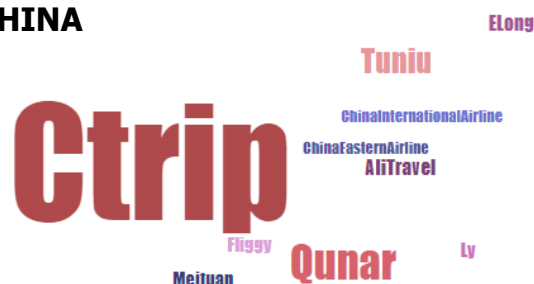 HINA
ELong
Tuniu
ChinaInternationalAirline
Ctrip
ChinaEasternAirline
AliTravel
Fliggy
Qunar
Ly
Meituan